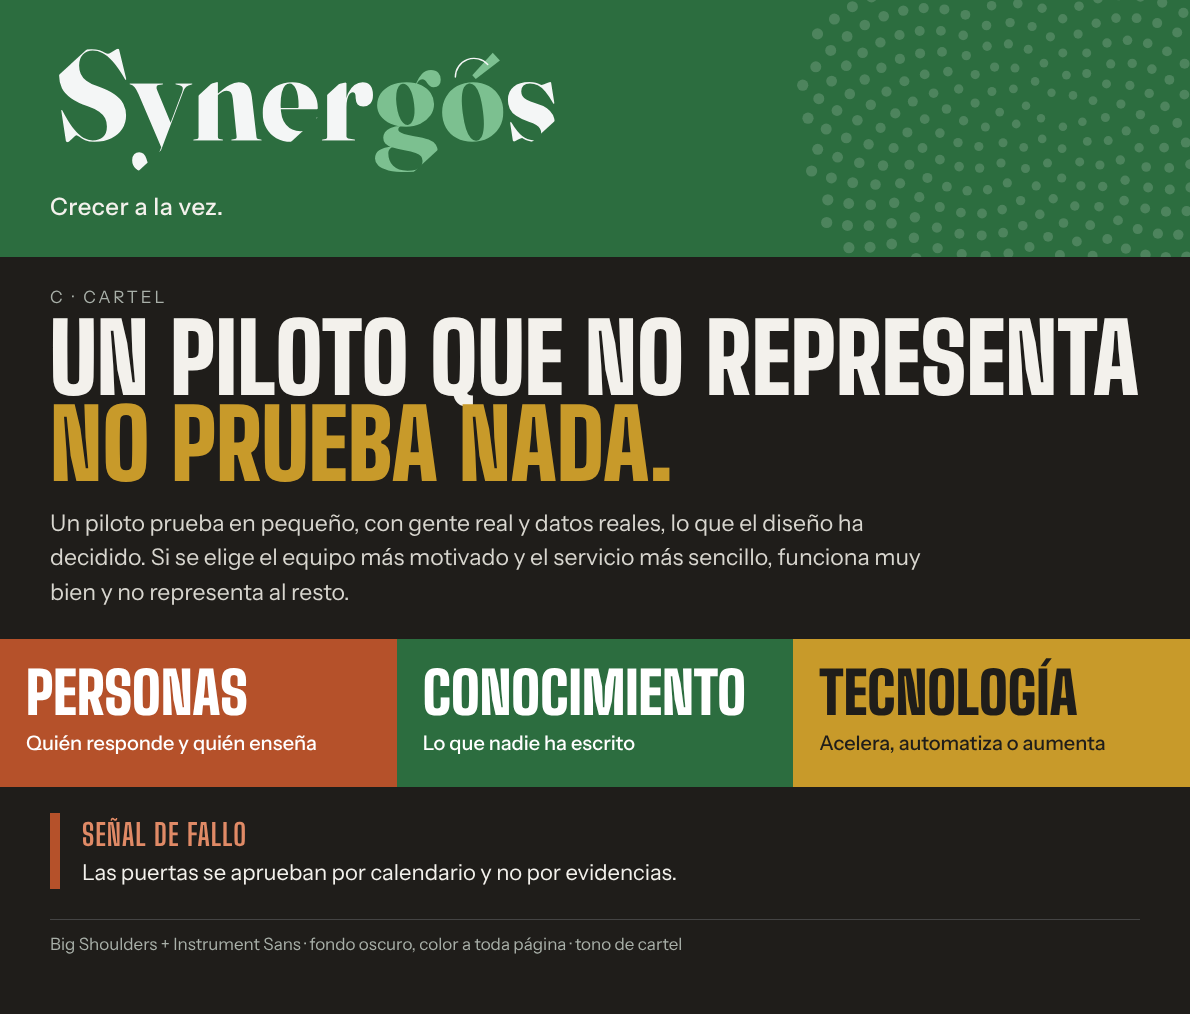 Synergós
Crecer a la vez.
C · CARTEL
UN PILOTO QUE NO REPRESENTA
NO PRUEBA NADA.
Un piloto prueba en pequeño, con gente real y datos reales, lo que el diseño ha
decidido. Si se elige el equipo más motivado y el servicio más sencillo, funciona muy
bien y no representa al resto.
PERSONAS
Quién responde y quién enseña
CONOCIMIENTO
Lo que nadie ha escrito
TECNOLOGÍA
Acelera, automatiza o aumenta
SEÑAL DE FALLO
Las puertas se aprueban por calendario y no por evidencias.
Big Shoulders + Instrument Sans · fondo oscuro, color a toda página · tono de cartel